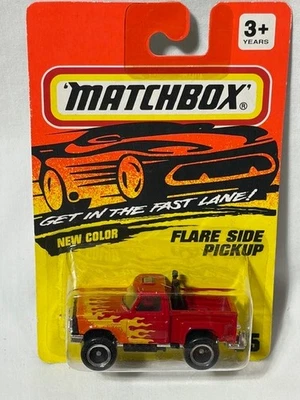 3+
YEARS
'MATCHBOX'®
GET IN THE FAST LANE!
NEW COLOR
FLARE SIDE
PICKUP